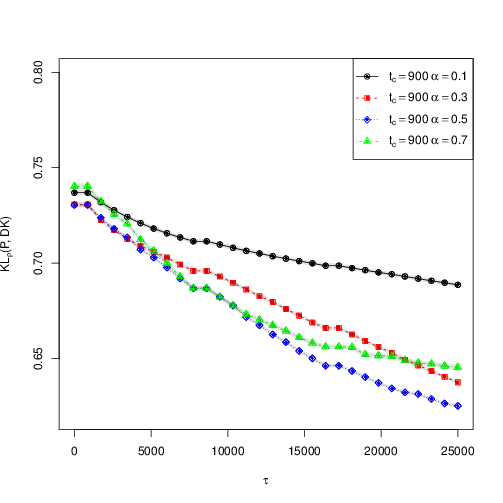 t_c = 900 α = 0.1
t_c = 900 α = 0.3
t_c = 900 α = 0.5
t_c = 900 α = 0.7
0.80
0.75
0.70
0.65
KL_p(P, DK)
0 5000 10000 15000 20000 25000
τ